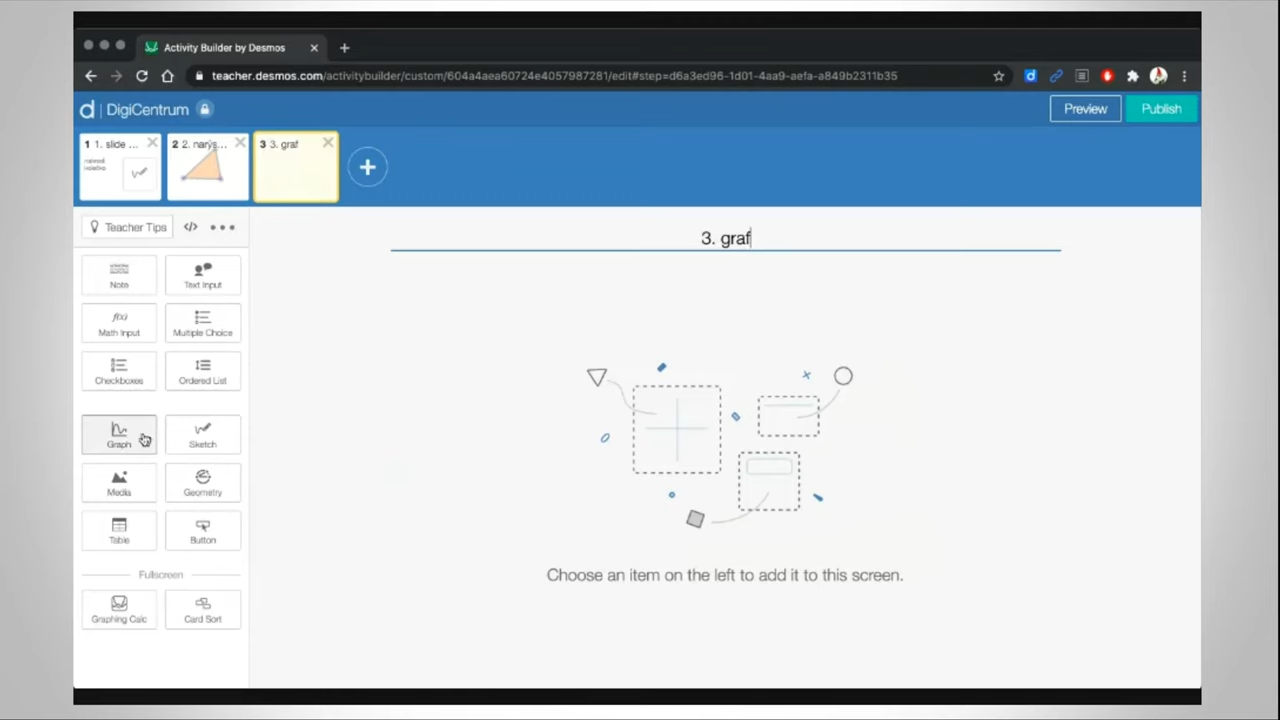 Activity Builder by Desmos
teacher.desmos.com/activitybuilder/custom/604a4aea60724e4057987281/edit#step=d6a3ed96-1d01-4aa9-aefa-a849b2311b35
d | DigiCentrum
Preview
Publish
1 1. slide ...
2 2. narýs...
3 3. graf
Teacher Tips
3. graf
Note
Text Input
f(x)
Math Input
Multiple Choice
Checkboxes
Ordered List
Graph
Sketch
Media
Geometry
Table
Button
Fullscreen
Graphing Calc
Card Sort
Choose an item on the left to add it to this screen.